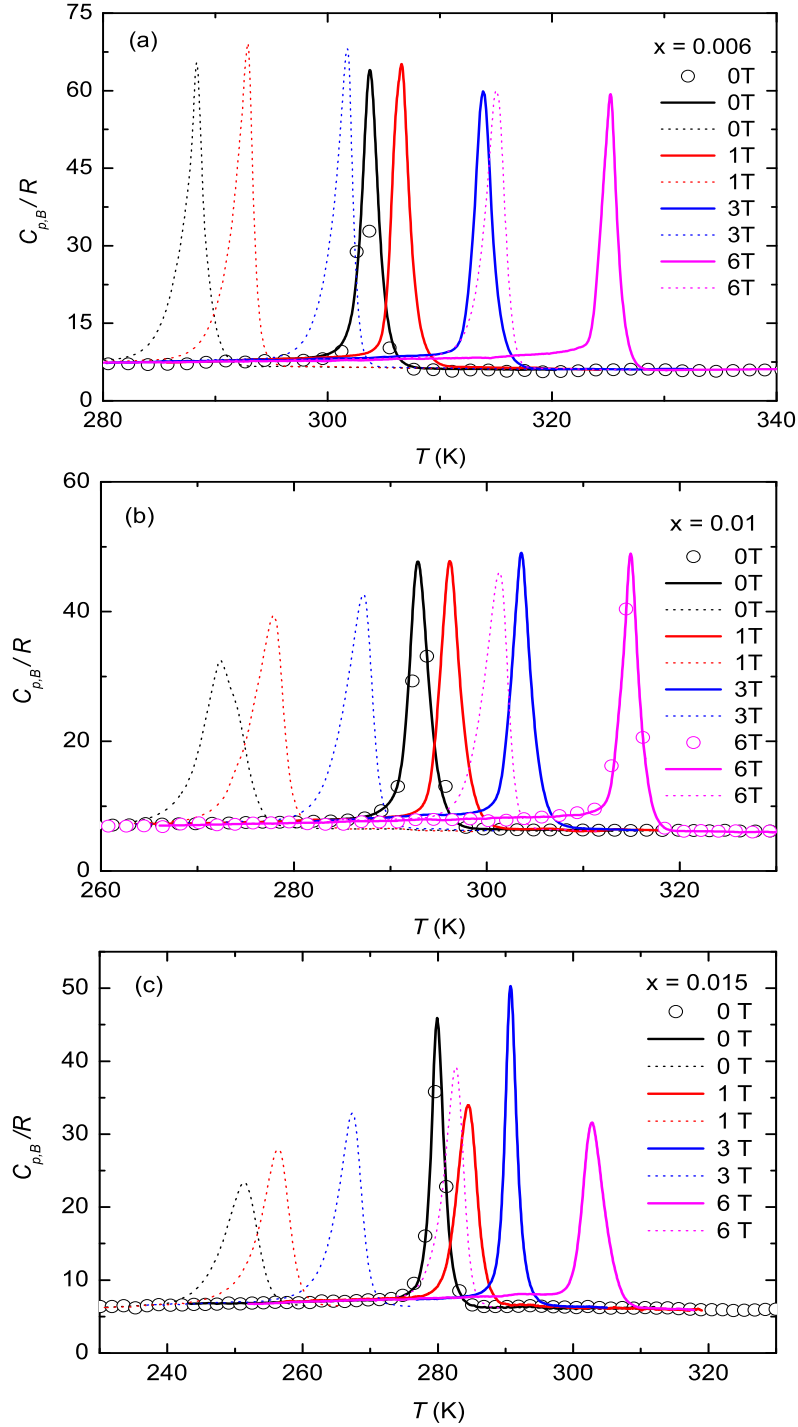 75
(a)
x = 0.006
0T
60
0T
0T
1T
45
1T
C_{p,B}/R
3T
30
3T
6T
6T
15
0
280
300
320
340
T (K)
60
(b)
x = 0.01
0T
0T
40
0T
1T
C_{p,B}/R
1T
3T
3T
20
6T
6T
6T
0
260
280
300
320
T (K)
50
(c)
x = 0.015
0 T
0 T
40
0 T
1 T
30
1 T
C_{p,B}/R
3 T
3 T
20
6 T
6 T
10
0
240
260
280
300
320
T (K)